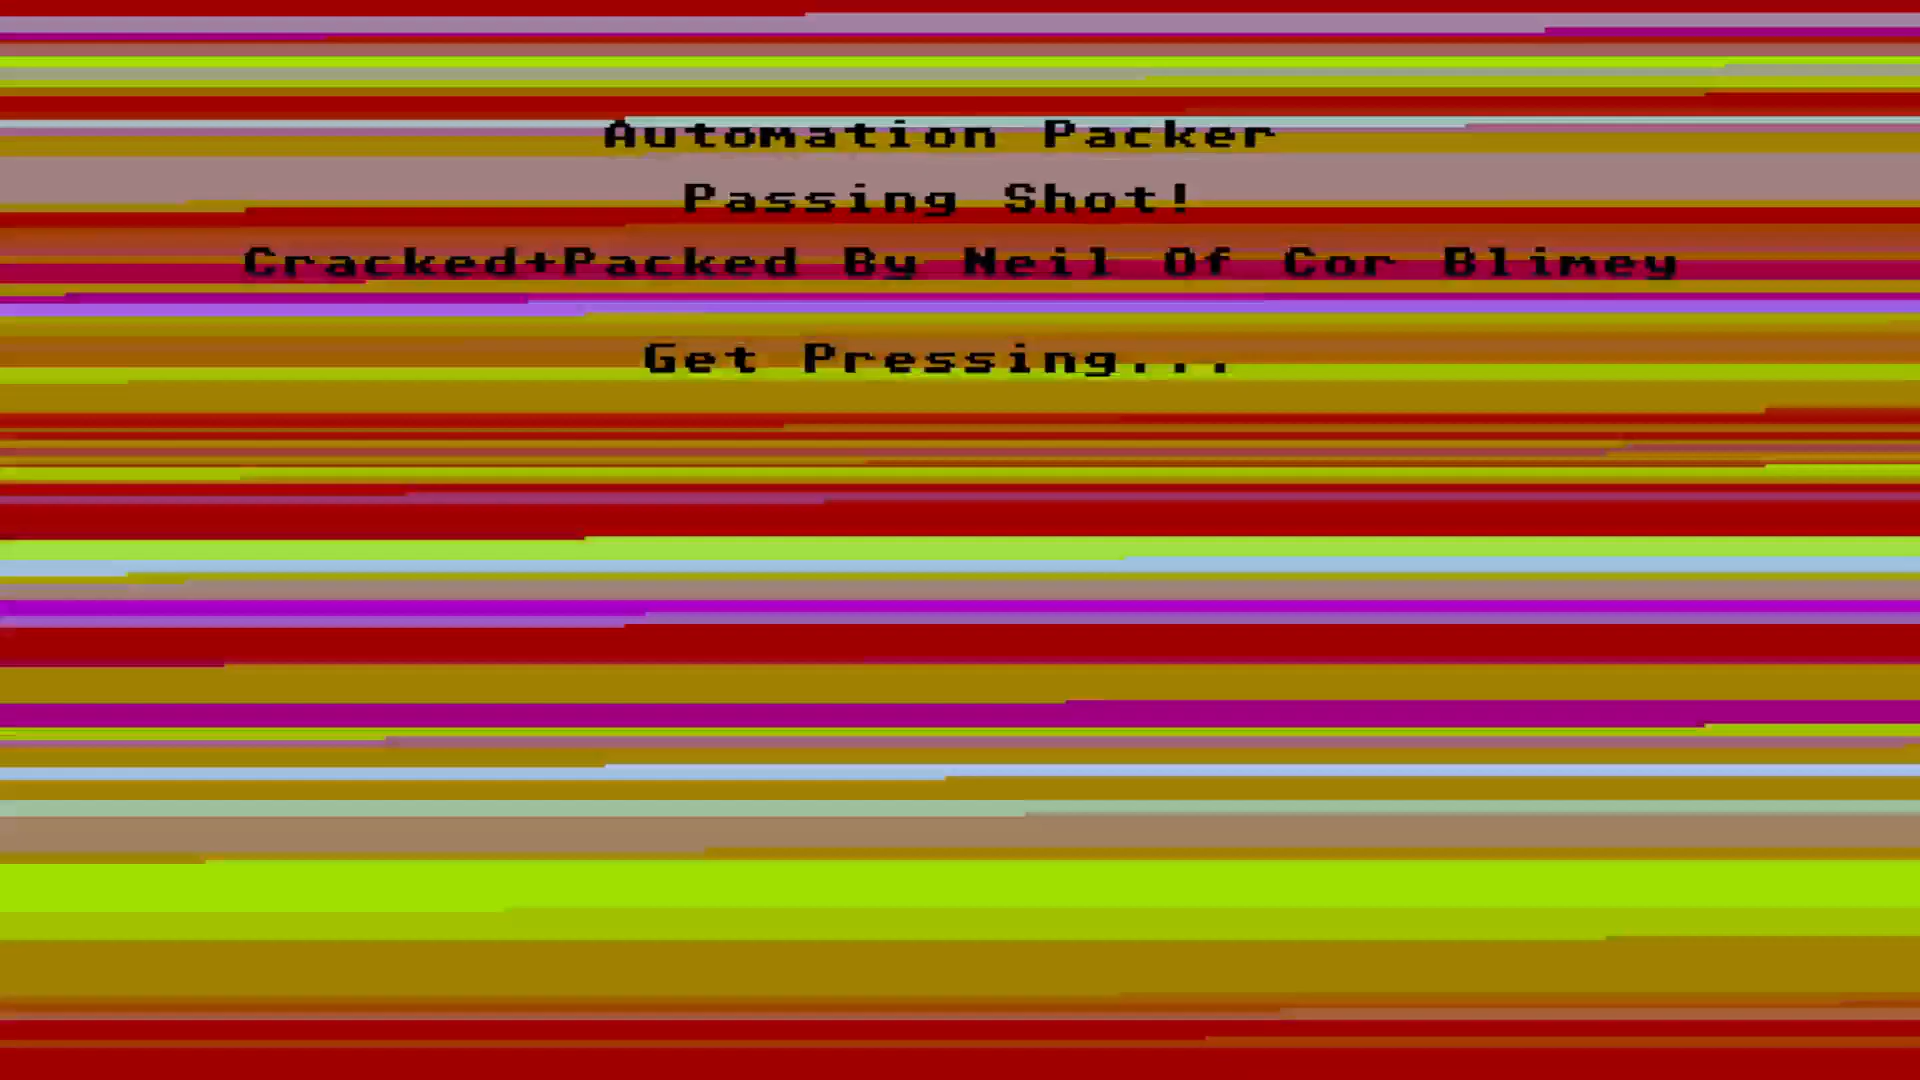 Automation Packer
Passing Shot!
Cracked+Packed By Neil Of Cor Blimey
Get Pressing...